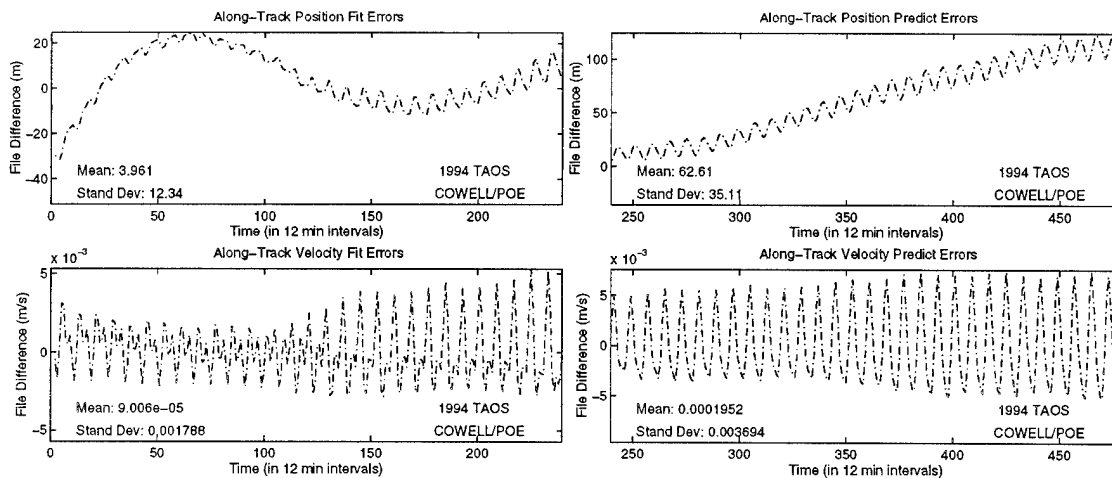 Along-Track Position Fit Errors
File Difference (m)
20
0
-20
-40
Mean: 3.961
Stand Dev: 12.34
1994 TAOS
COWELL/POE
0 50 100 150 200
Time (in 12 min intervals)
Along-Track Position Predict Errors
File Difference (m)
100
50
0
Mean: 62.61
Stand Dev: 35.11
1994 TAOS
COWELL/POE
250 300 350 400 450
Time (in 12 min intervals)
Along-Track Velocity Fit Errors
x 10⁻³
File Difference (m/s)
5
0
-5
Mean: 9.006e-05
Stand Dev: 0.001788
1994 TAOS
COWELL/POE
0 50 100 150 200
Time (in 12 min intervals)
Along-Track Velocity Predict Errors
x 10⁻³
File Difference (m/s)
5
0
-5
Mean: 0.0001952
Stand Dev: 0.003694
1994 TAOS
COWELL/POE
250 300 350 400 450
Time (in 12 min intervals)